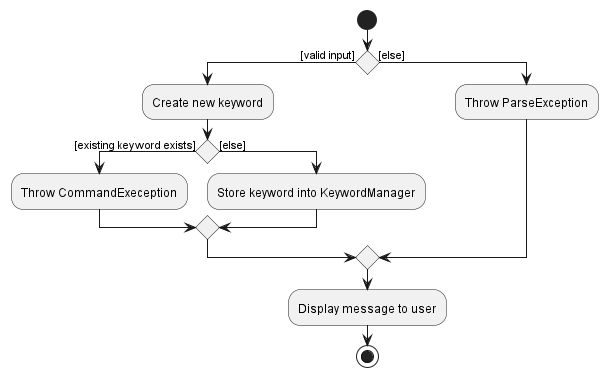 [valid input]
[else]
Create new keyword
Throw ParseException
[existing keyword exists]
[else]
Throw CommandExeception
Store keyword into KeywordManager
Display message to user